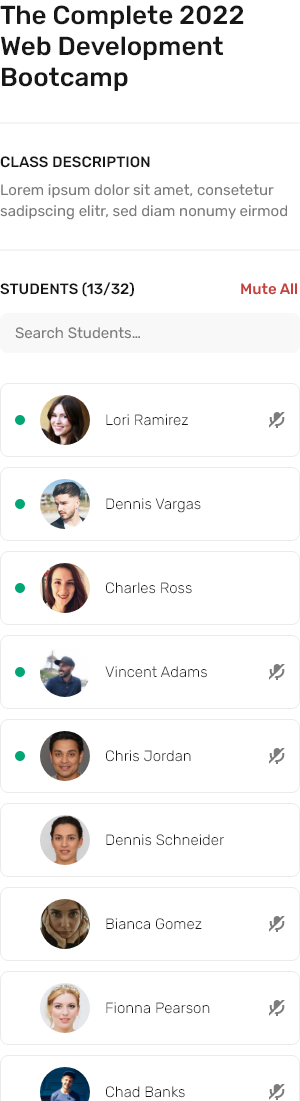 The Complete 2022
Web Development
Bootcamp
CLASS DESCRIPTION
Lorem ipsum dolor sit amet, consetetur
sadipscing elitr, sed diam nonumy eirmod
STUDENTS (13/32) Mute All
Search Students...
Lori Ramirez
Dennis Vargas
Charles Ross
Vincent Adams
Chris Jordan
Dennis Schneider
Bianca Gomez
Fionna Pearson
Chad Banks